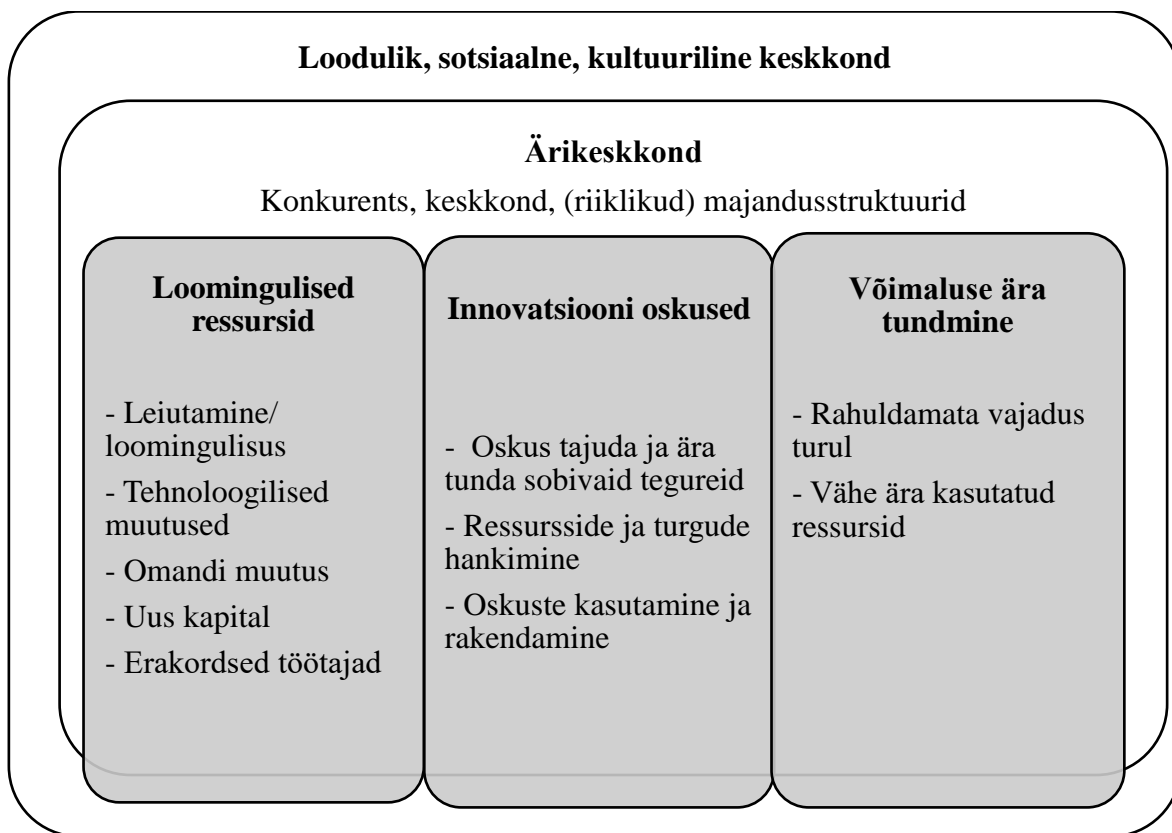 Loodulik, sotsiaalne, kultuuriline keskkond
Ärikeskkond
Konkurents, keskkond, (riiklikud) majandusstruktuurid
Loomingulised
ressursid
- Leiutamine/
loomingulisus
- Tehnoloogilised
muutused
- Omandi muutus
- Uus kapital
- Erakordsed töötajad
Innovatsiooni oskused
- Oskus tajuda ja ära
tunda sobivaid tegureid
- Ressursside ja turgude
hankimine
- Oskuste kasutamine ja
rakendamine
Võimaluse ära
tundmine
- Rahuldamata vajadus
turul
- Vähe ära kasutatud
ressursid